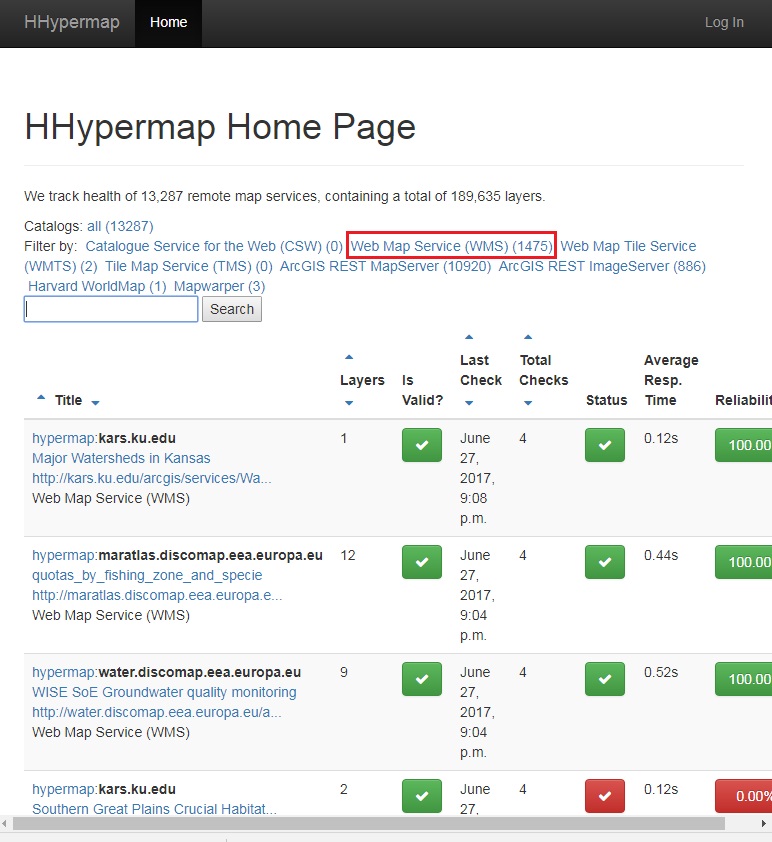 HHypermap Home Log In
HHypermap Home Page
We track health of 13,287 remote map services, containing a total of 189,635 layers.
Catalogs: all (13287)
Filter by: Catalogue Service for the Web (CSW) (0) Web Map Service (WMS) (1475) Web Map Tile Service
(WMTS) (2) Tile Map Service (TMS) (0) ArcGIS REST MapServer (10920) ArcGIS REST ImageServer (886)
Harvard WorldMap (1) Mapwarper (3)
Search
Title Layers Is Valid? Last Check Total Checks Status Average Resp. Time Reliabilit
hypermap:kars.ku.edu 1 June 4 0.12s 100.00
Major Watersheds in Kansas 27,
http://kars.ku.edu/arcgis/services/Wa... 2017,
Web Map Service (WMS) 9:08
p.m.
hypermap:maratlas.discomap.eea.europa.eu 12 June 4 0.44s 100.00
quotas_by_fishing_zone_and_specie 27,
http://maratlas.discomap.eea.europa.e... 2017,
Web Map Service (WMS) 9:04
p.m.
hypermap:water.discomap.eea.europa.eu 9 June 4 0.52s 100.00
WISE SoE Groundwater quality monitoring 27,
http://water.discomap.eea.europa.eu/a... 2017,
Web Map Service (WMS) 9:04
p.m.
hypermap:kars.ku.edu 2 June 4 0.12s 0.00%
Southern Great Plains Crucial Habitat... 27,